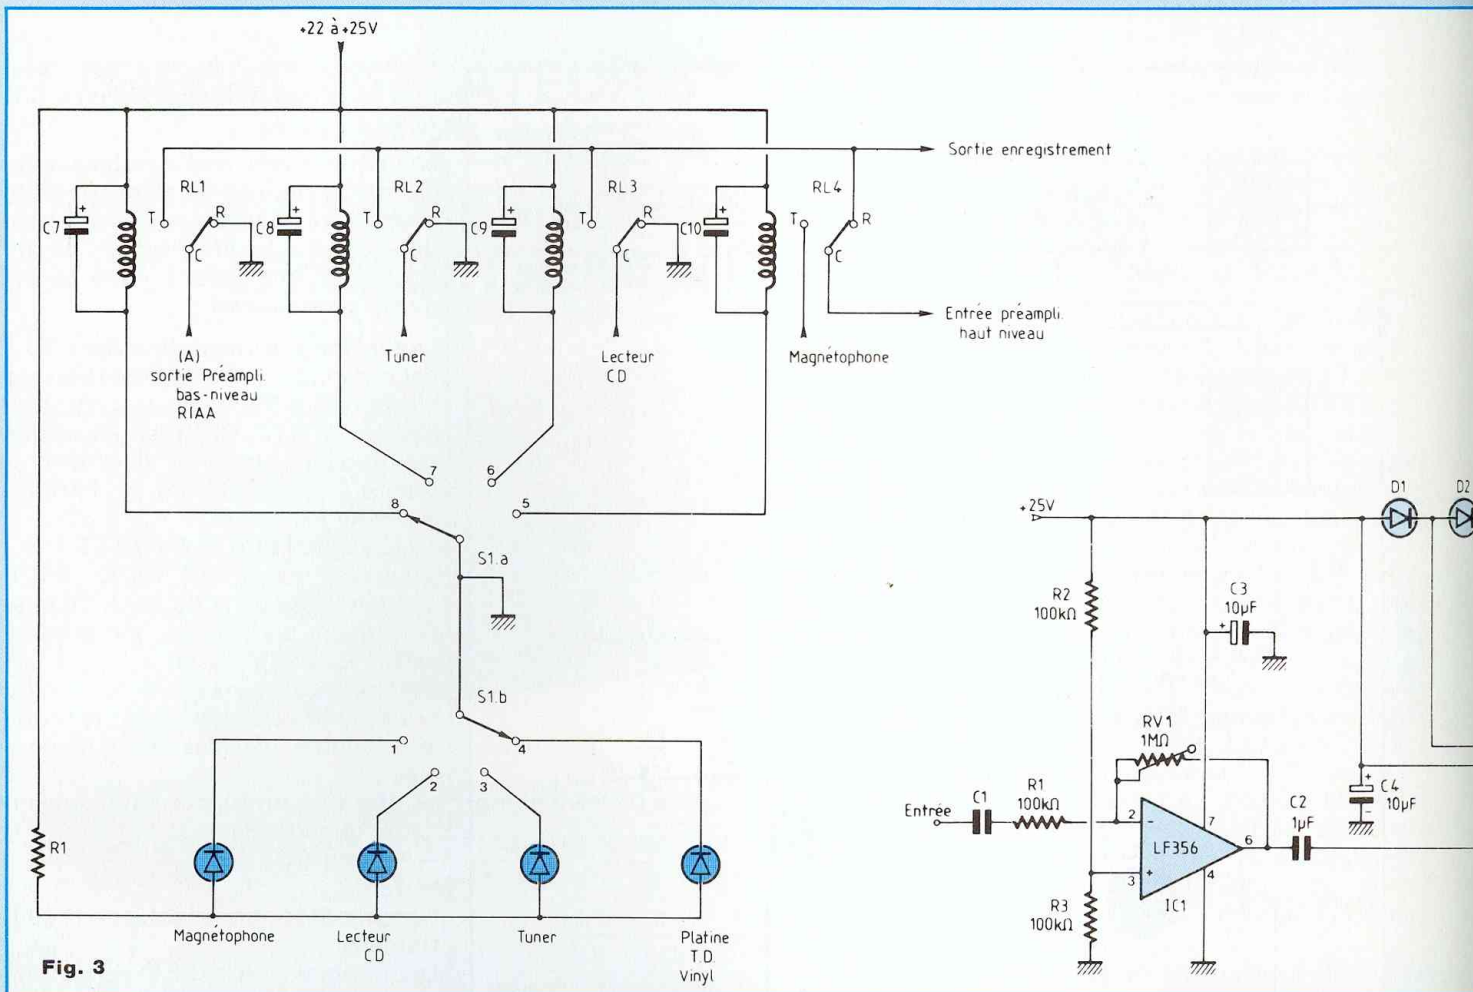 +22 à +25V
Sortie enregistrement
RL1
RL2
RL3
RL4
C7
T
R
C
C8
T
R
C
C9
T
R
C
C10
T
R
C
(A)
sortie Préampli.
bas-niveau
RIAA
Tuner
Lecteur
CD
Magnétophone
Entrée préampli.
haut niveau
7
6
8
5
S1.a
S1.b
1
4
2
3
R1
Magnétophone
Lecteur
CD
Tuner
Platine
T.D.
Vinyl
Fig. 3
+25V
D1
D2
R2
100kΩ
C3
10µF
+
RV1
1MΩ
Entrée
C1
R1
100kΩ
2
-
7
LF356
6
+
3
4
IC1
C2
1µF
+
C4
10µF
-
R3
100kΩ